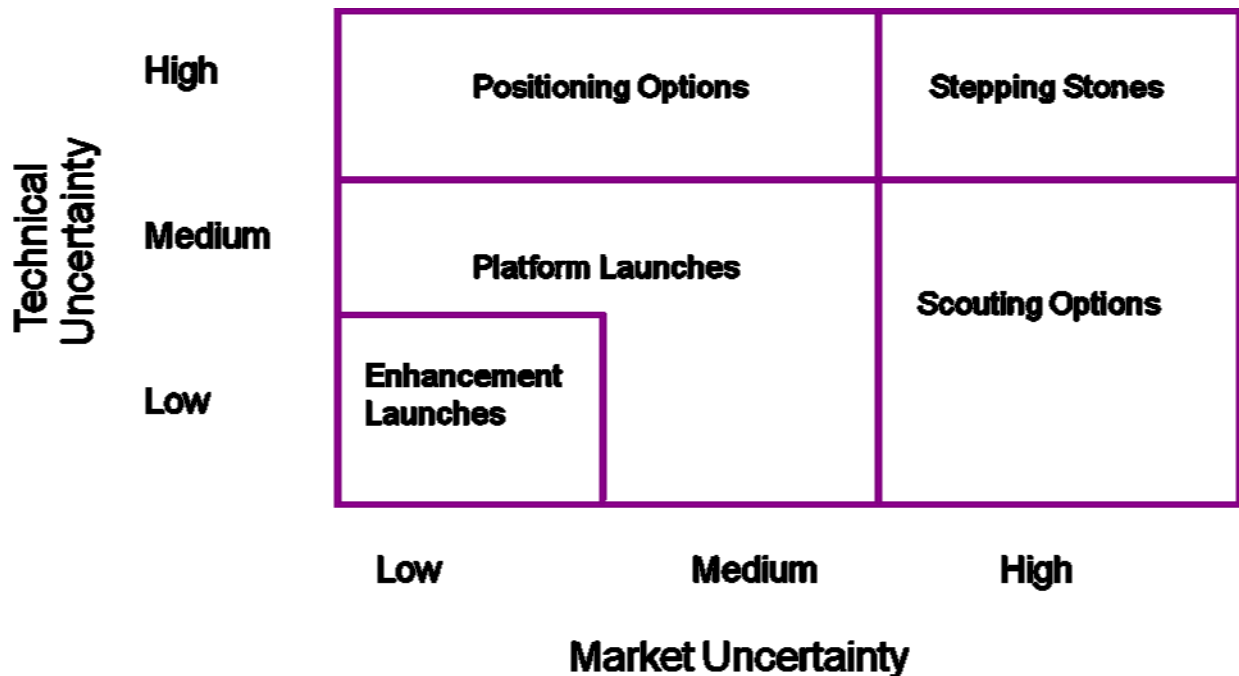 High
Positioning Options
Stepping Stones
Technical
Uncertainty
Medium
Platform Launches
Scouting Options
Low
Enhancement
Launches
Low
Medium
High
Market Uncertainty